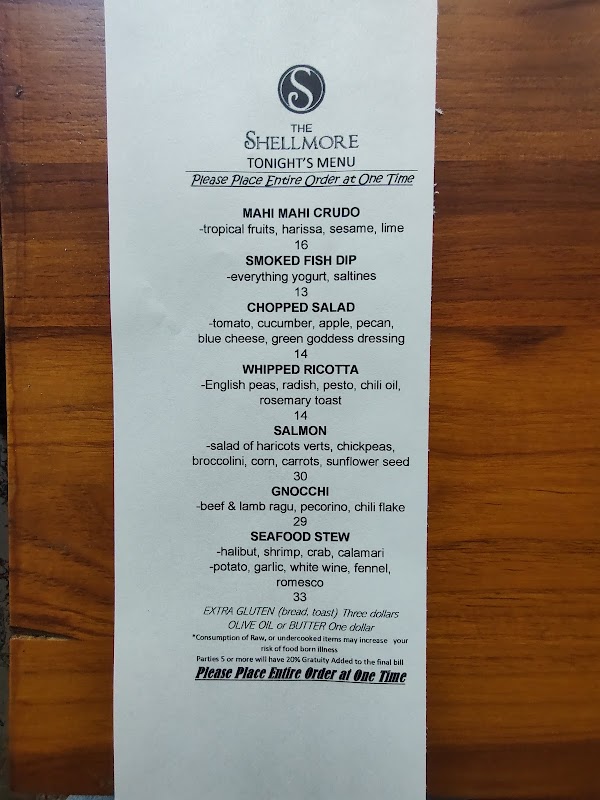 S
THE
SHELLMORE
TONIGHT'S MENU
Please Place Entire Order at One Time
MAHI MAHI CRUDO
-tropical fruits, harissa, sesame, lime
16
SMOKED FISH DIP
-everything yogurt, saltines
13
CHOPPED SALAD
-tomato, cucumber, apple, pecan,
blue cheese, green goddess dressing
14
WHIPPED RICOTTA
-English peas, radish, pesto, chili oil,
rosemary toast
14
SALMON
-salad of haricots verts, chickpeas,
broccolini, corn, carrots, sunflower seed
30
GNOCCHI
-beef & lamb ragu, pecorino, chili flake
29
SEAFOOD STEW
-halibut, shrimp, crab, calamari
-potato, garlic, white wine, fennel,
romesco
33
EXTRA GLUTEN (bread, toast) Three dollars
OLIVE OIL or BUTTER One dollar
*Consumption of Raw, or undercooked items may increase your
risk of food born illness
Parties 5 or more will have 20% Gratuity Added to the final bill
Please Place Entire Order at One Time